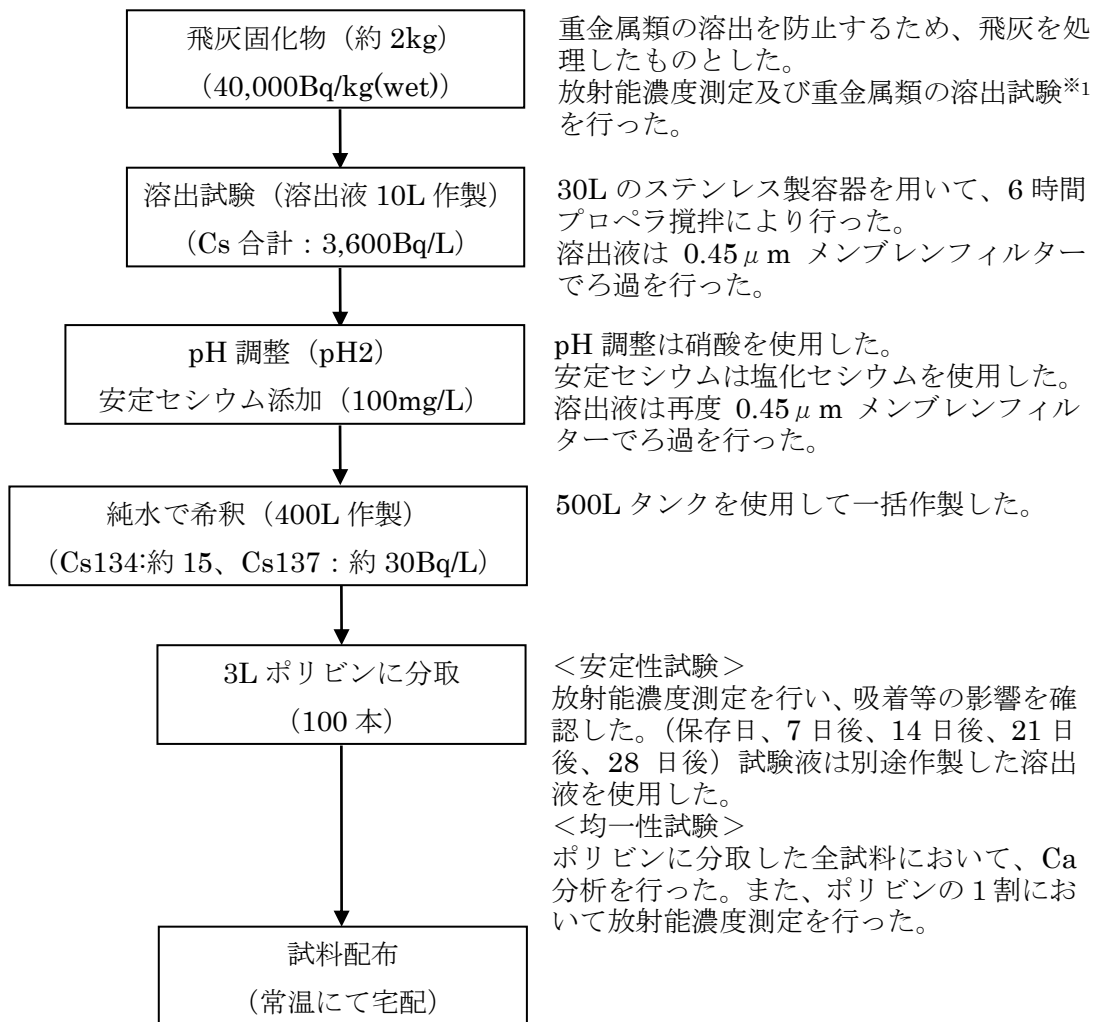 飛灰固化物（約 2kg）
（40,000Bq/kg(wet)）
重金属類の溶出を防止するため、飛灰を処
理したものとした。
放射能濃度測定及び重金属類の溶出試験※1
を行った。
溶出試験（溶出液 10L 作製）
（Cs 合計：3,600Bq/L）
30L のステンレス製容器を用いて、6 時間
プロペラ撹拌により行った。
溶出液は 0.45μm メンブレンフィルター
でろ過を行った。
pH 調整（pH2）
安定セシウム添加（100mg/L）
pH 調整は硝酸を使用した。
安定セシウムは塩化セシウムを使用した。
溶出液は再度 0.45μm メンブレンフィル
ターでろ過を行った。
純水で希釈（400L 作製）
（Cs134:約 15、Cs137：約 30Bq/L）
500L タンクを使用して一括作製した。
3L ポリビンに分取
（100 本）
＜安定性試験＞
放射能濃度測定を行い、吸着等の影響を確
認した。（保存日、7 日後、14 日後、21 日
後、28 日後）試験液は別途作製した溶出
液を使用した。
＜均一性試験＞
ポリビンに分取した全試料において、Ca
分析を行った。また、ポリビンの 1 割にお
いて放射能濃度測定を行った。
試料配布
（常温にて宅配）